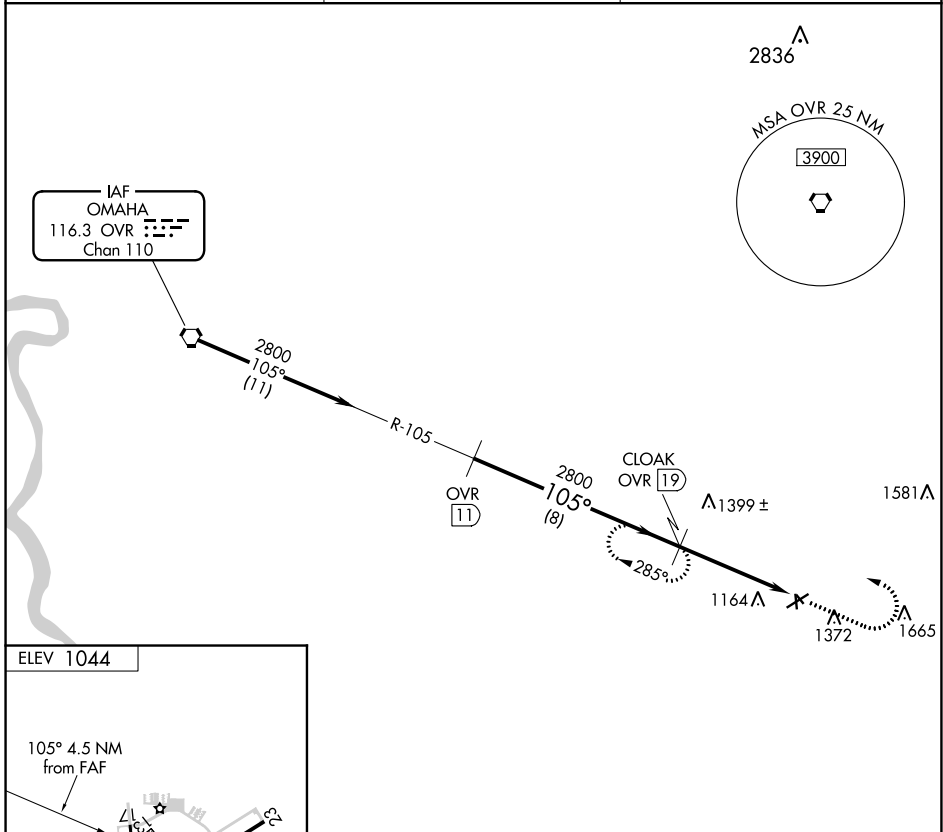 2836
MSA OVR 25 NM
3900
IAF
OMAHA
116.3 OVR
Chan 110
2800
105°
(11)
R-105
OVR
11
2800
105°
(8)
CLOAK
OVR 19
1399 ±
1581
285°
1164
1372
1665
ELEV 1044
105° 4.5 NM
from FAF
17
23